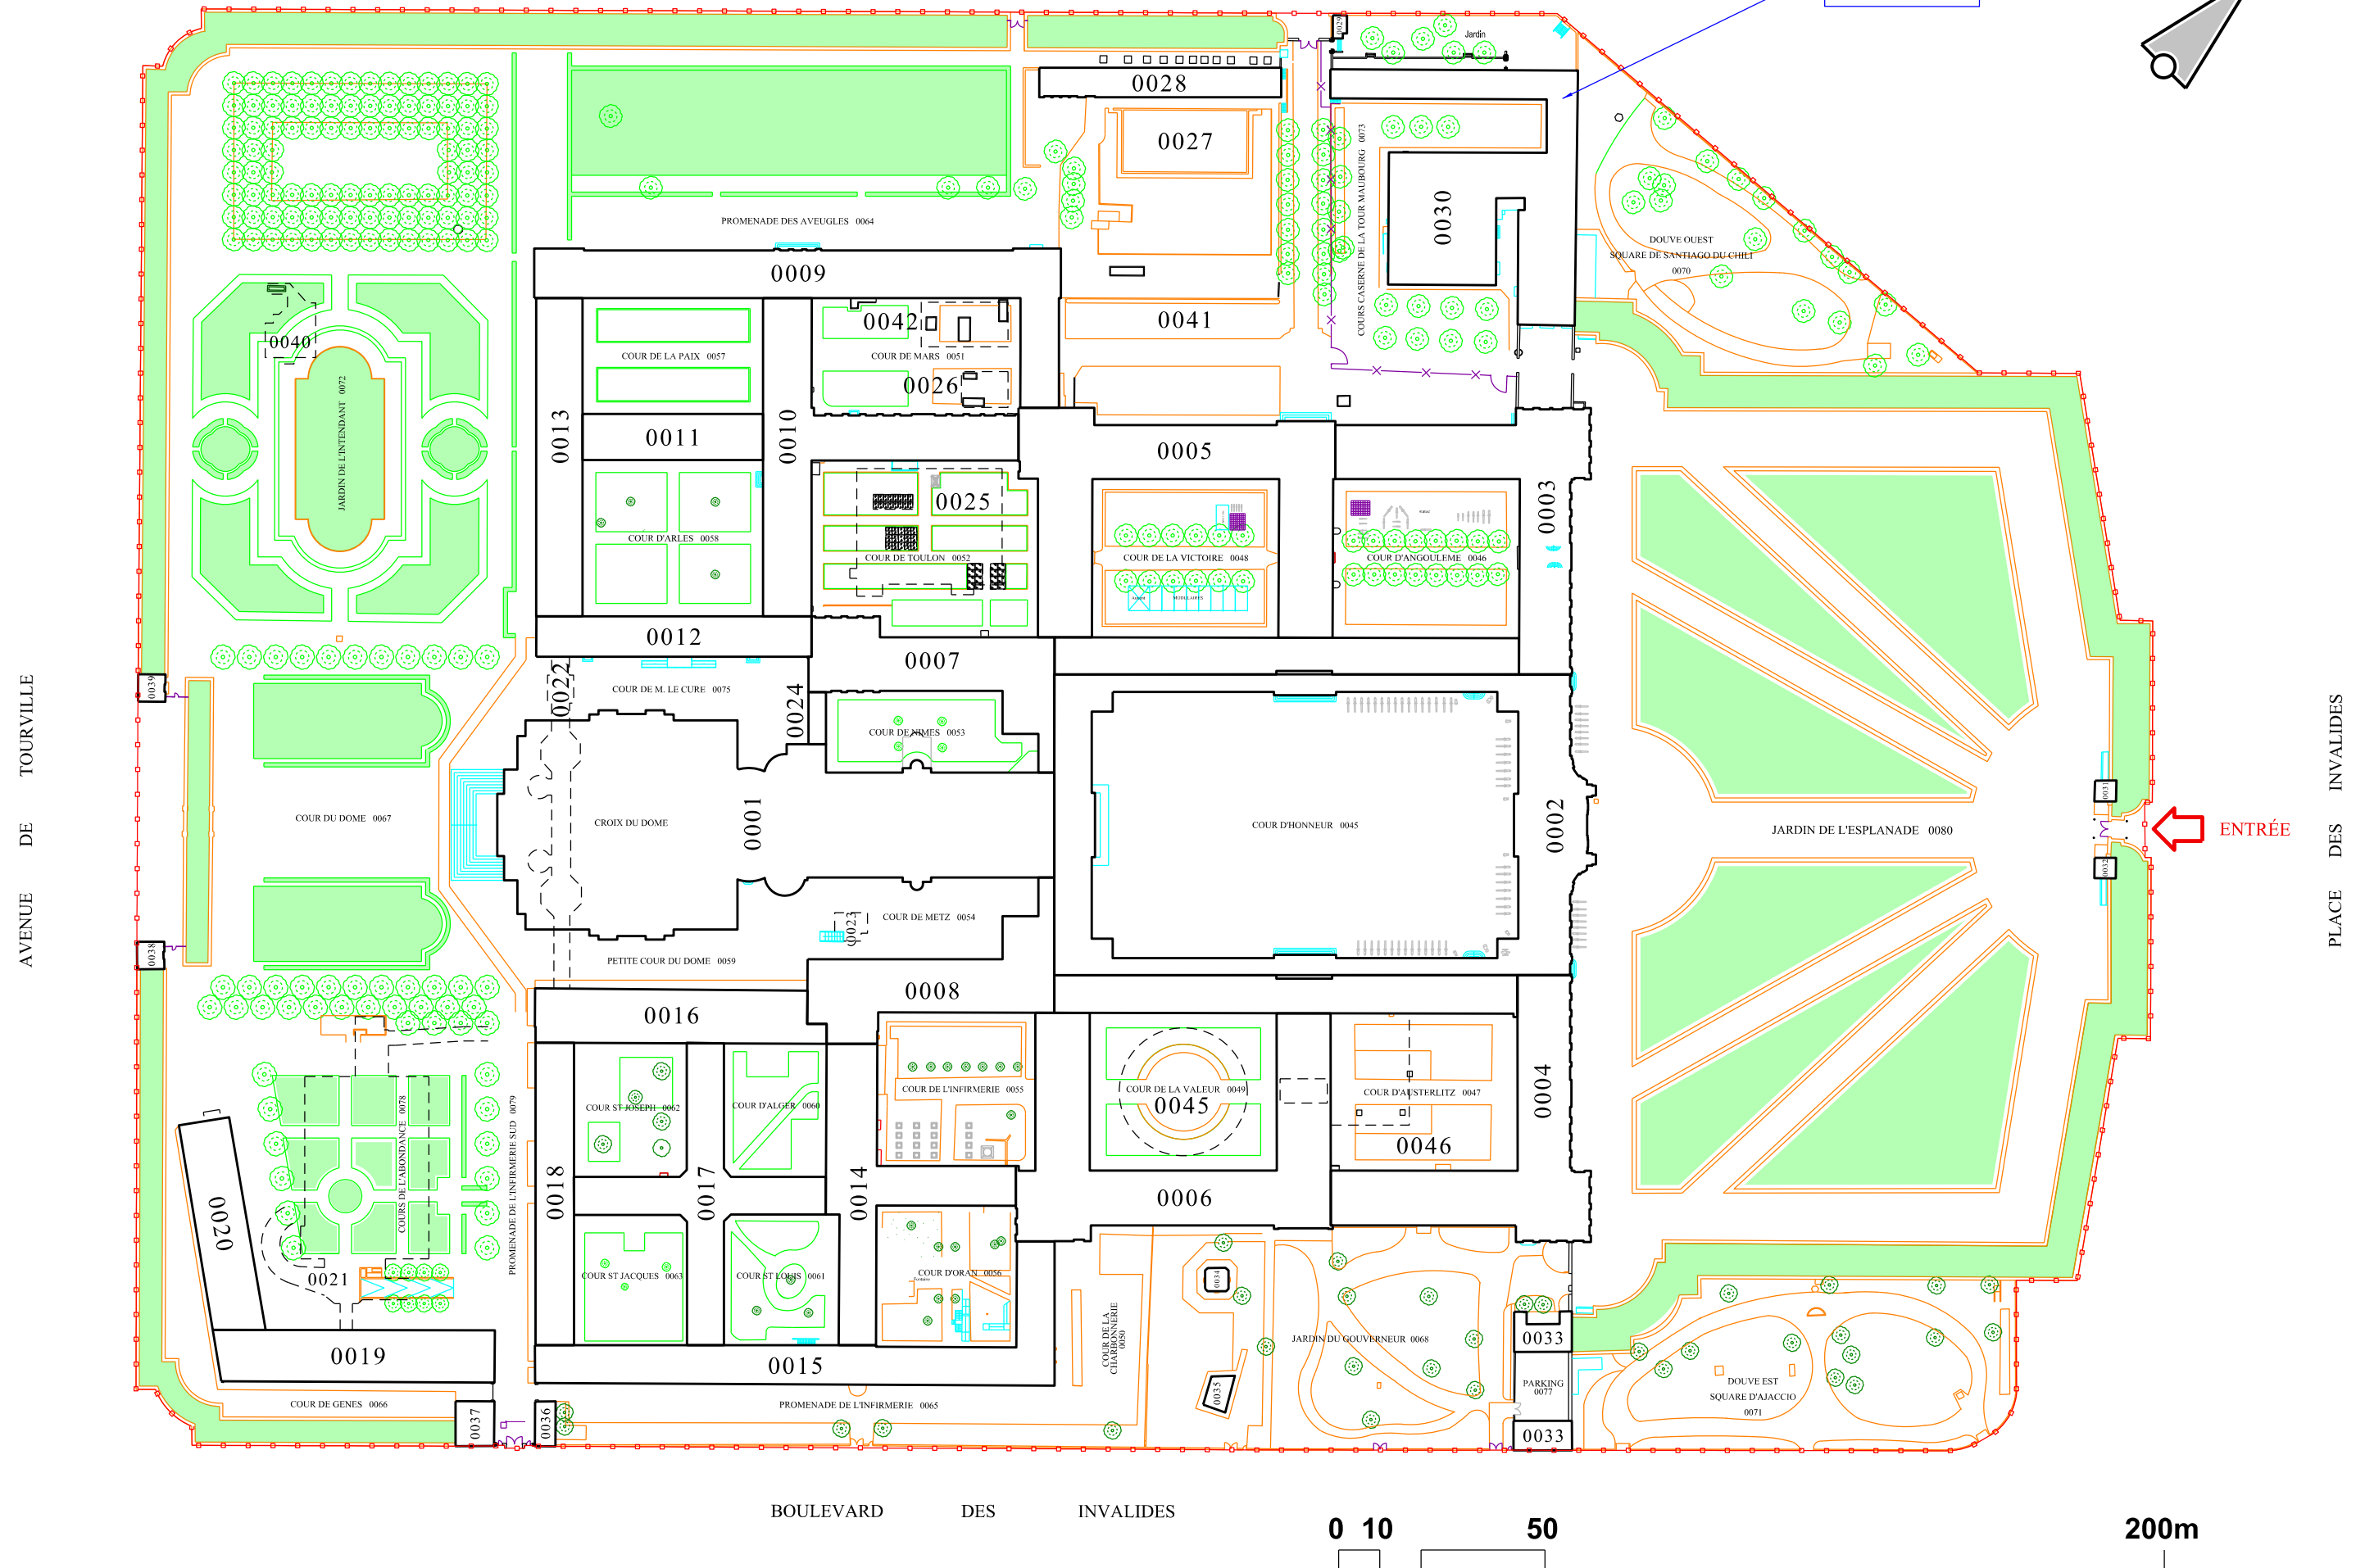 Jardin
0029
0028
0027
COURS CASERNE DE LA TOUR MAUBOURG 0073
0030
PROMENADE DES AVEUGLES 0064
DOUVE OUEST
SQUARE DE SANTIAGO DU CHILI
0070
0009
0042
0041
0040
COUR DE LA PAIX 0057
COUR DE MARS 0051
0026
JARDIN DE L'INTENDANT 0072
0013
0011
0010
0005
0025
0003
COUR D'ARLES 0058
COUR DE TOULON 0052
COUR DE LA VICTOIRE 0048
COUR D'ANGOULEME 0046
0012
0007
0039
0022
COUR DE M. LE CURE 0075
0024
COUR DE NIMES 0053
AVENUE DE TOURVILLE
COUR DU DOME 0067
CROIX DU DOME
0001
COUR D'HONNEUR 0045
0002
JARDIN DE L'ESPLANADE 0080
0031
0032
ENTRÉE
PLACE DES INVALIDES
0023
COUR DE METZ 0054
0038
PETITE COUR DU DOME 0059
0008
0016
COUR DE L'INFIRMERIE 0055
COUR DE LA VALEUR 0049
0045
COUR D'AUSTERLITZ 0047
0046
0004
COUR ST JOSEPH 0062
COUR D'ALGER 0060
COURS DE L'ABONDANCE 0078
PROMENADE DE L'INFIRMERIE SUD 0079
0018
0017
0014
0006
0020
0021
COUR ST JACQUES 0063
COUR ST LOUIS 0061
COUR D'ORAN 0056
0034
COUR DE LA
CHARBONNERIE
0050
JARDIN DU GOUVERNEUR 0068
0033
0019
0015
0035
PARKING
0077
DOUVE EST
SQUARE D'AJACCIO
0071
COUR DE GENES 0066
0037
0036
PROMENADE DE L'INFIRMERIE 0065
0033
BOULEVARD DES INVALIDES
0 10 50 200m